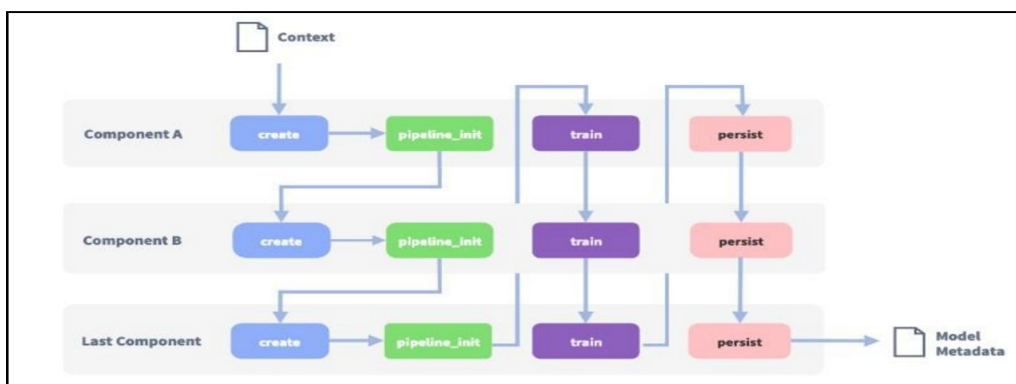 Context
Component A
create
pipeline_init
train
persist
Component B
create
pipeline_init
train
persist
Last Component
create
pipeline_init
train
persist
Model
Metadata